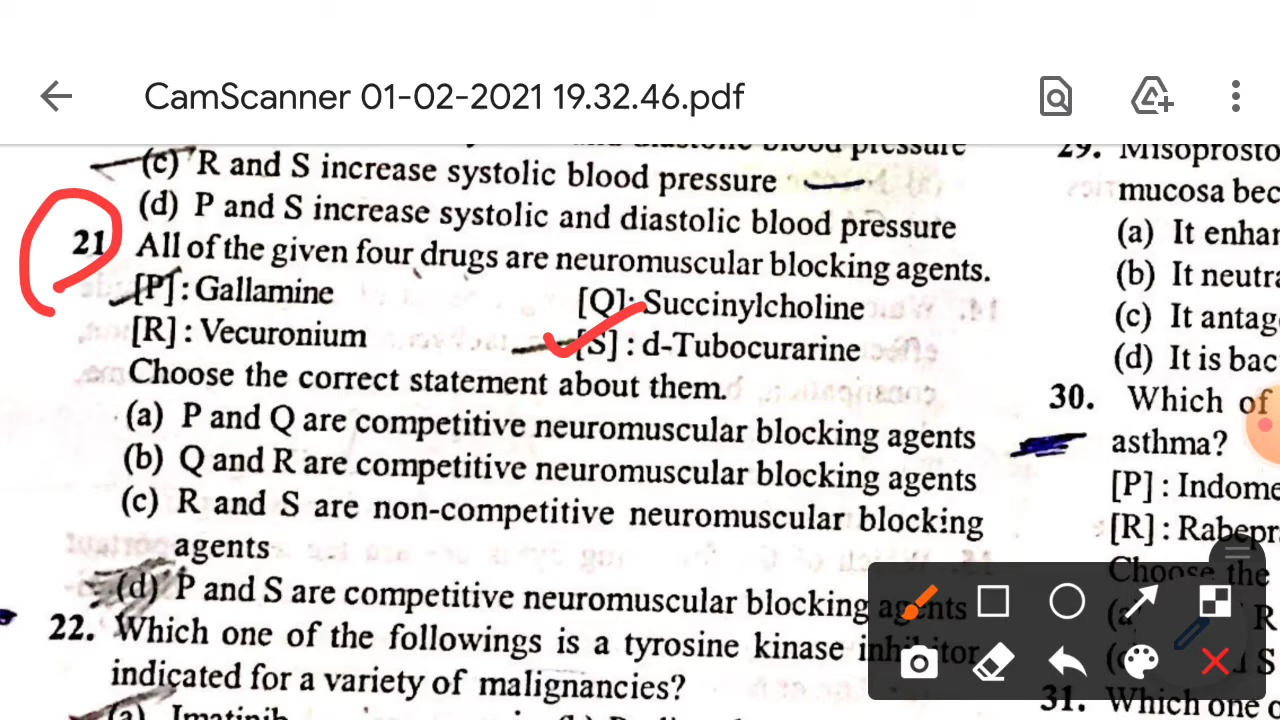 CamScanner 01-02-2021 19.32.46.pdf
(c) R and S increase systolic blood pressure
(d) P and S increase systolic and diastolic blood pressure
21 All of the given four drugs are neuromuscular blocking agents.
[P] : Gallamine [Q]: Succinylcholine
[R] : Vecuronium [S] : d-Tubocurarine
Choose the correct statement about them.
(a) P and Q are competitive neuromuscular blocking agents
(b) Q and R are competitive neuromuscular blocking agents
(c) R and S are non-competitive neuromuscular blocking
agents
(d) P and S are competitive neuromuscular blocking agents
22. Which one of the followings is a tyrosine kinase inhibitor
indicated for a variety of malignancies?
(a) Imatinib
29. Misoprosto
mucosa bec
(a) It enhan
(b) It neutra
(c) It antag
(d) It is bac
30. Which of
asthma?
[P] : Indome
[R] : Rabepr
Choose the
R
S
31. Which one